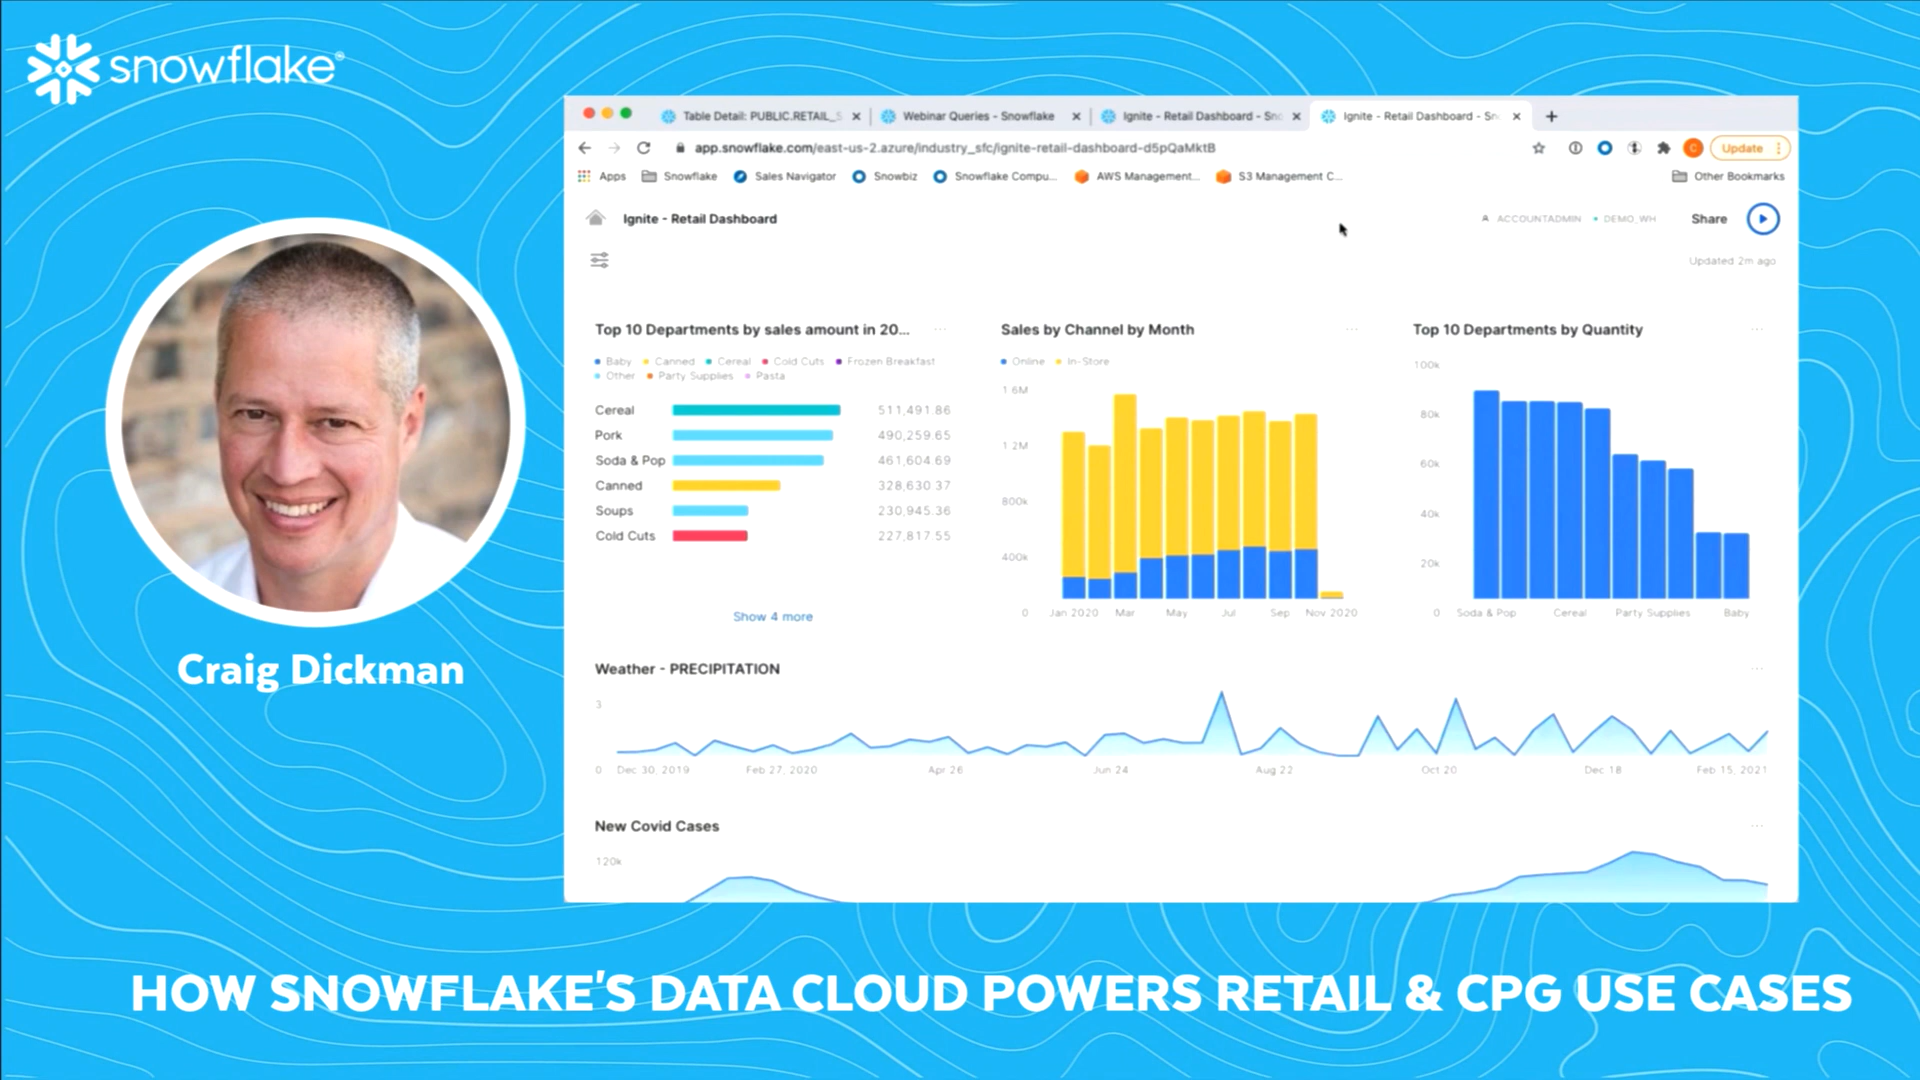 snowflake®
Table Detail: PUBLIC.RETAIL_S
Webinar Queries - Snowflake
Ignite - Retail Dashboard - Sno
Ignite - Retail Dashboard - Sn
app.snowflake.com/east-us-2.azure/industry_sfc/ignite-retail-dashboard-d5pQaMktB
Update
Apps
Snowflake
Sales Navigator
Snowbiz
Snowflake Compu...
AWS Management...
S3 Management C...
Other Bookmarks
Ignite - Retail Dashboard
ACCOUNTADMIN
DEMO_WH
Share
Updated 2m ago
Top 10 Departments by sales amount in 20...
Baby Canned Cereal Cold Cuts Frozen Breakfast
Other Party Supplies Pasta
Cereal 511,491.86
Pork 490,259.65
Soda & Pop 461,604.69
Canned 328,630.37
Soups 230,945.36
Cold Cuts 227,817.55
Show 4 more
Sales by Channel by Month
Online In-Store
1.6M
1.2M
800k
400k
0
Jan 2020 Mar May Jul Sep Nov 2020
Top 10 Departments by Quantity
100k
80k
60k
40k
20k
0
Soda & Pop Cereal Party Supplies Baby
Weather - PRECIPITATION
3
0
Dec 30, 2019 Feb 27, 2020 Apr 26 Jun 24 Aug 22 Oct 20 Dec 18 Feb 15, 2021
New Covid Cases
120k
Craig Dickman
HOW SNOWFLAKE'S DATA CLOUD POWERS RETAIL & CPG USE CASES